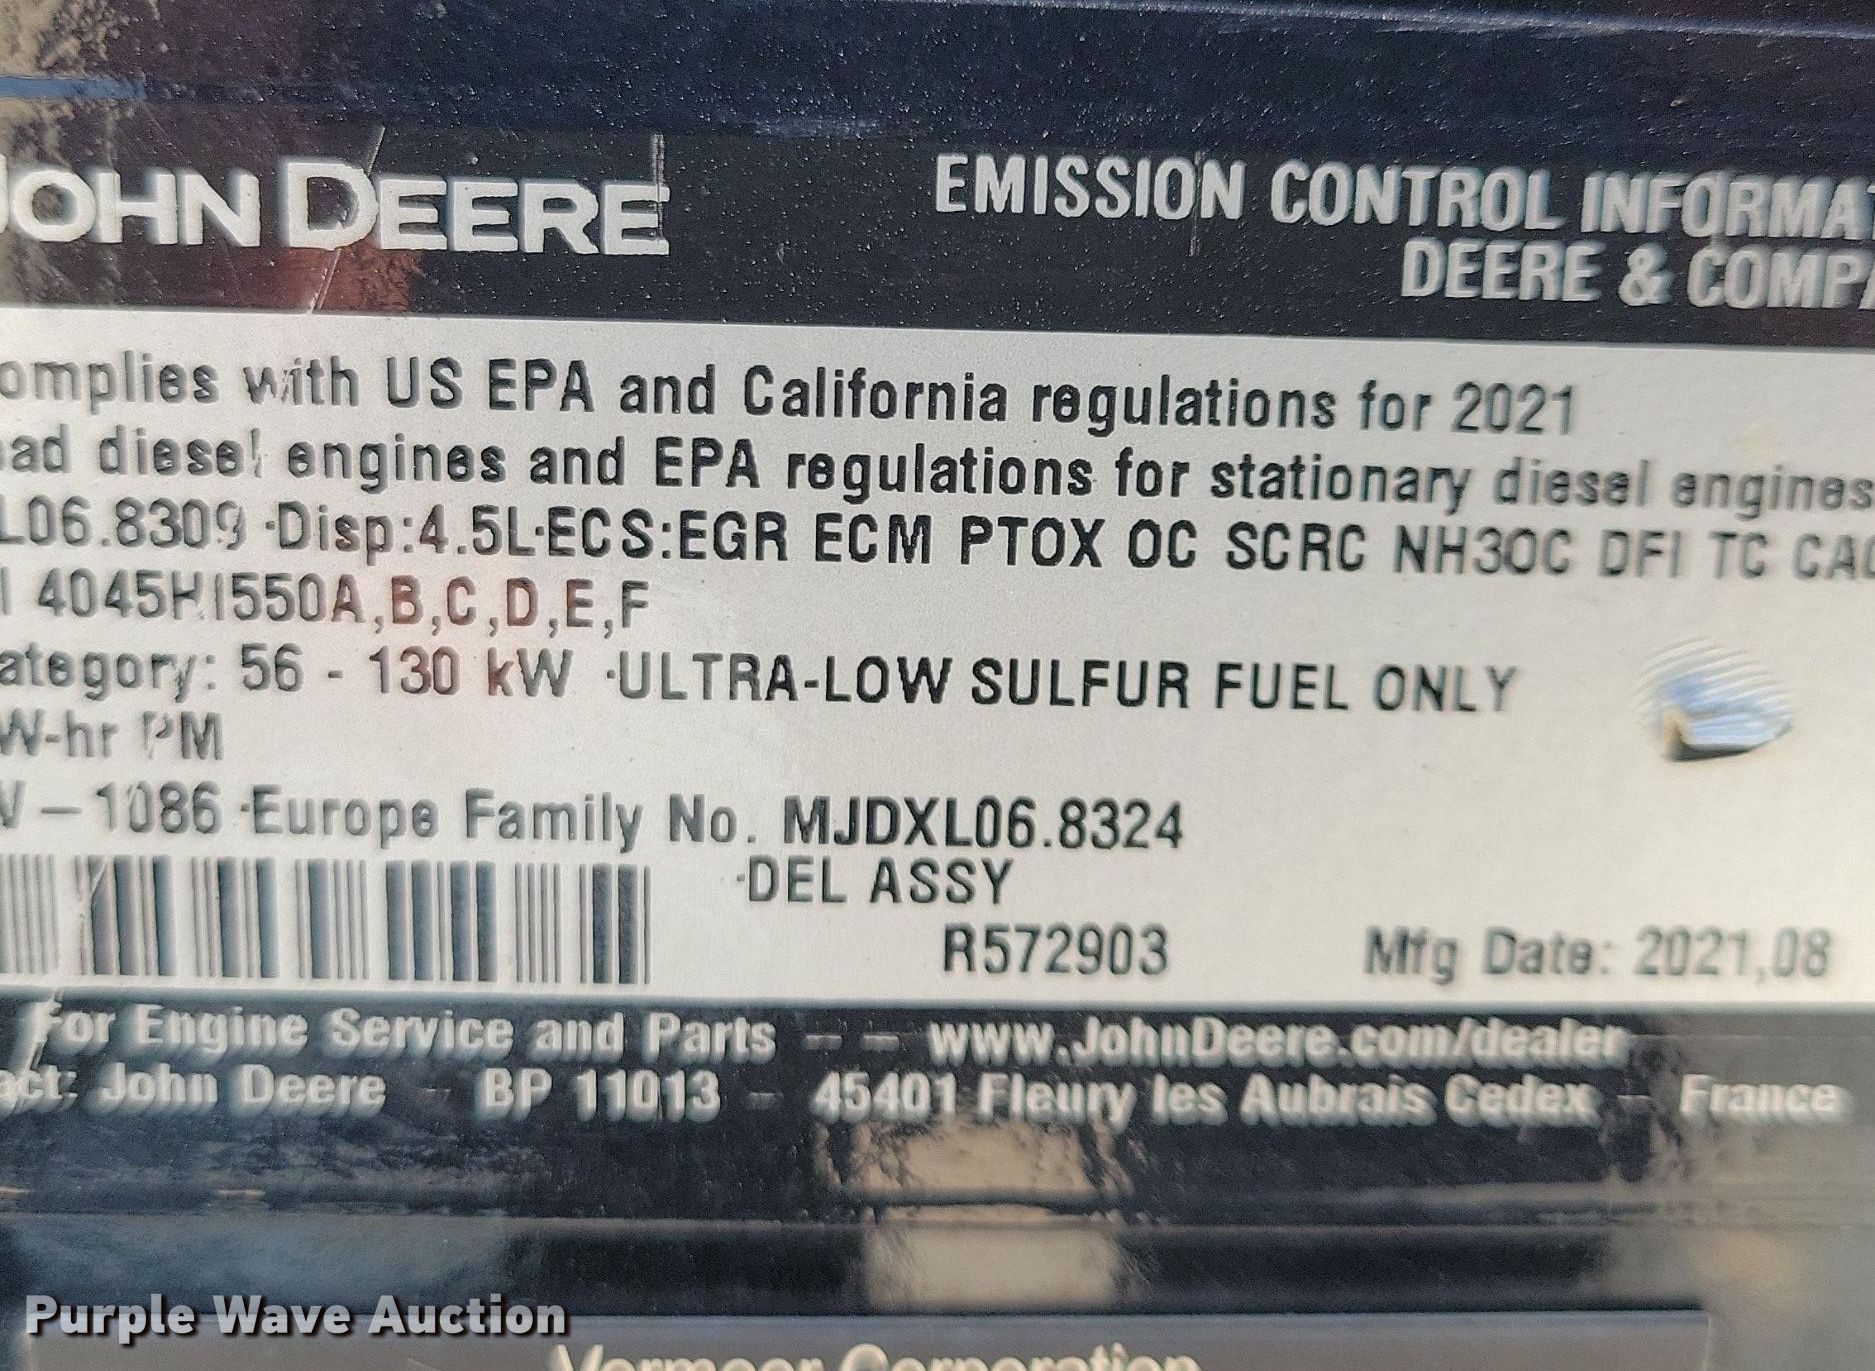 JOHN DEERE
EMISSION CONTROL INFORMAT
DEERE & COMPA
omplies with US EPA and California regulations for 2021
ad diesel engines and EPA regulations for stationary diesel engines
L06.8309 ·Disp:4.5L·ECS:EGR ECM PTOX OC SCRC NH3OC DFI TC CAC
4045HI550A,B,C,D,E,F
ategory: 56 - 130 kW ·ULTRA-LOW SULFUR FUEL ONLY
W-hr PM
V – 1086 ·Europe Family No. MJDXL06.8324
·DEL ASSY
R572903 Mfg Date: 2021,08
For Engine Service and Parts – – www.JohnDeere.com/dealer
act: John Deere - BP 11013 - 45401 Fleury les Aubrais Cedex - France
Purple Wave Auction
Vermeer Corporation